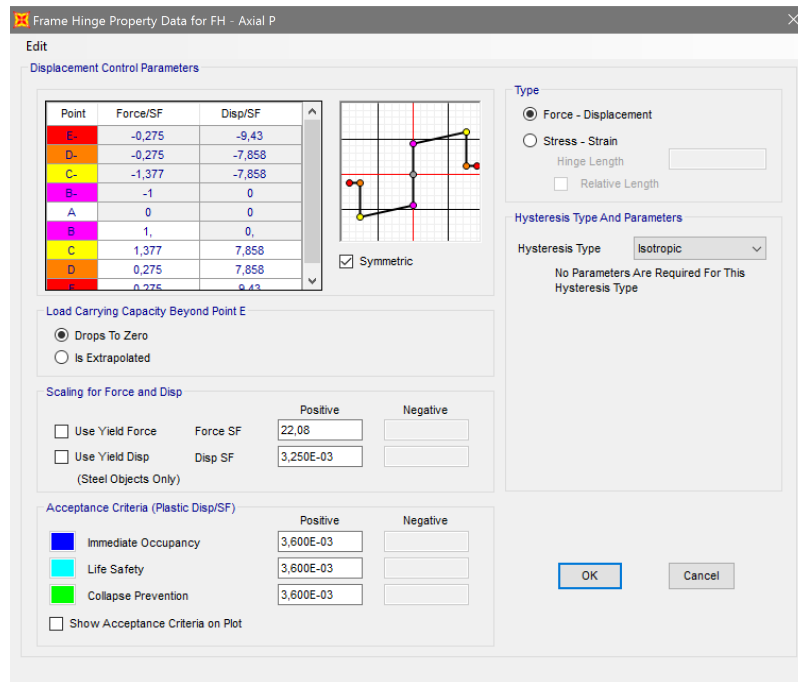 Frame Hinge Property Data for FH - Axial P
Edit
Displacement Control Parameters
Point Force/SF Disp/SF
E- -0,275 -9,43
D- -0,275 -7,858
C- -1,377 -7,858
B- -1 0
A 0 0
B 1, 0,
C 1,377 7,858
D 0,275 7,858
E 0,275 9,43
Symmetric
Load Carrying Capacity Beyond Point E
Drops To Zero
Is Extrapolated
Scaling for Force and Disp
Positive Negative
Use Yield Force Force SF 22,08
Use Yield Disp Disp SF 3,250E-03
(Steel Objects Only)
Acceptance Criteria (Plastic Disp/SF)
Positive Negative
Immediate Occupancy 3,600E-03
Life Safety 3,600E-03
Collapse Prevention 3,600E-03
Show Acceptance Criteria on Plot
Type
Force - Displacement
Stress - Strain
Hinge Length
Relative Length
Hysteresis Type And Parameters
Hysteresis Type Isotropic
No Parameters Are Required For This
Hysteresis Type
OK Cancel